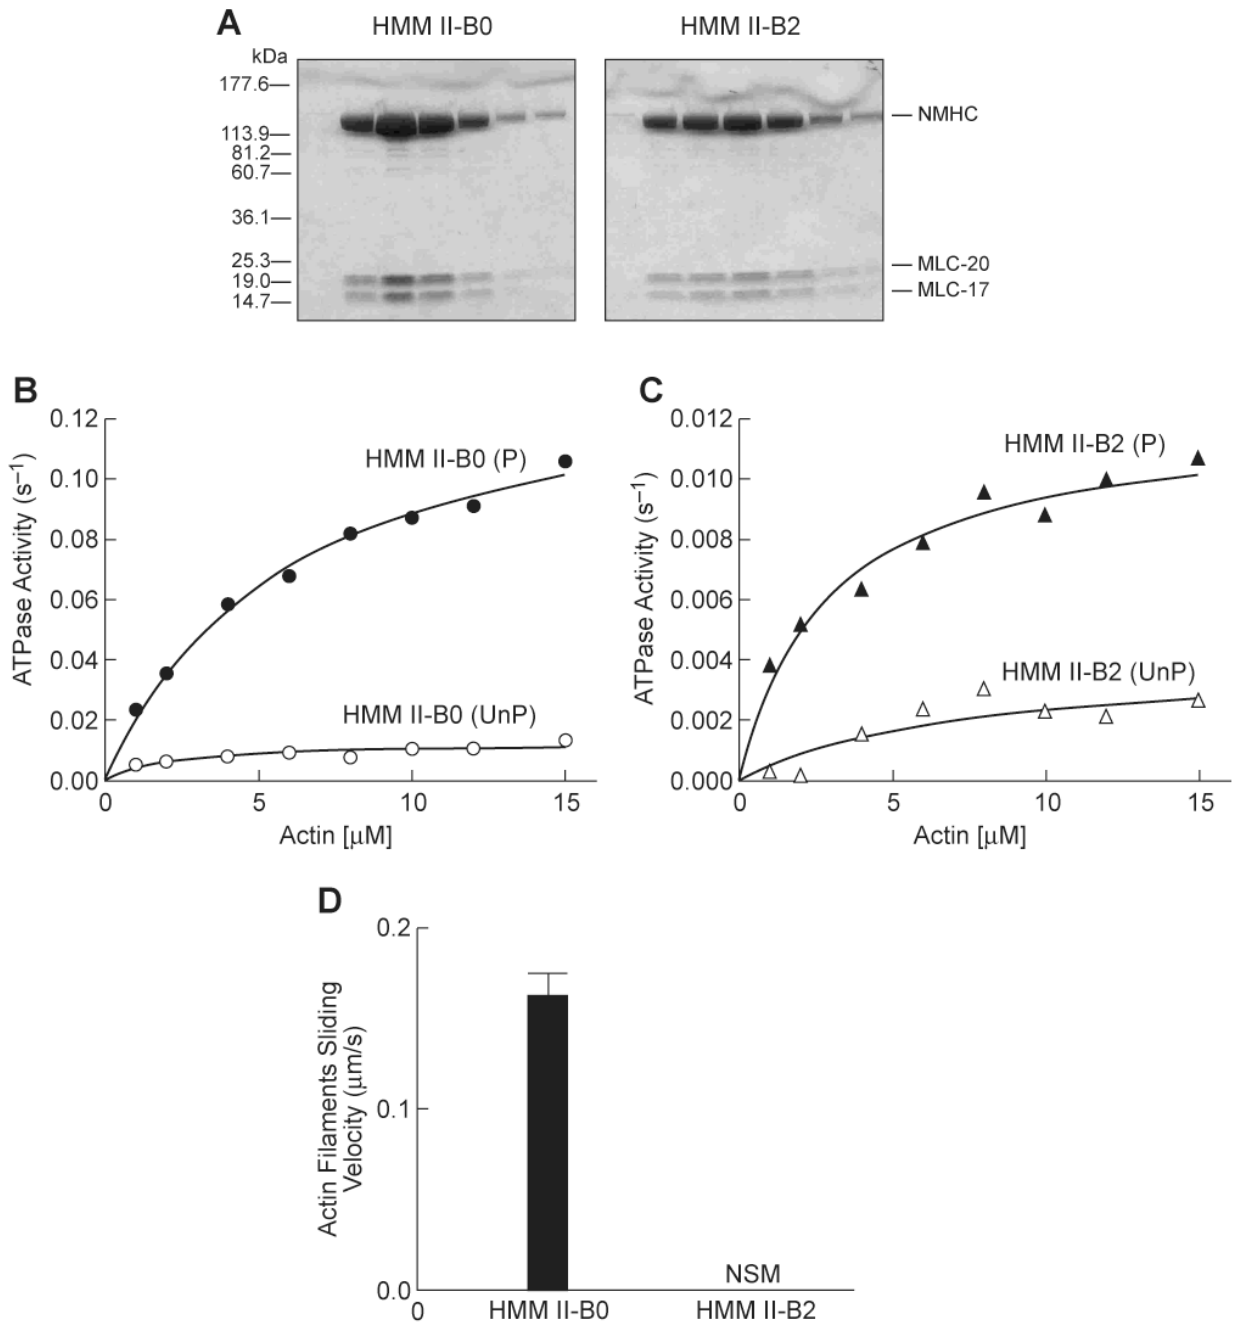 A
HMM II-B0
HMM II-B2
kDa
177.6
113.9
81.2
60.7
36.1
25.3
19.0
14.7
NMHC
MLC-20
MLC-17
B
ATPase Activity (s⁻¹)
0.12
0.10
0.08
0.06
0.04
0.02
0.00
HMM II-B0 (P)
HMM II-B0 (UnP)
0 5 10 15
Actin [μM]
C
ATPase Activity (s⁻¹)
0.012
0.010
0.008
0.006
0.004
0.002
0.000
HMM II-B2 (P)
HMM II-B2 (UnP)
0 5 10 15
Actin [μM]
D
Actin Filaments Sliding
Velocity (μm/s)
0.2
0.1
0.0
NSM
0 HMM II-B0 HMM II-B2